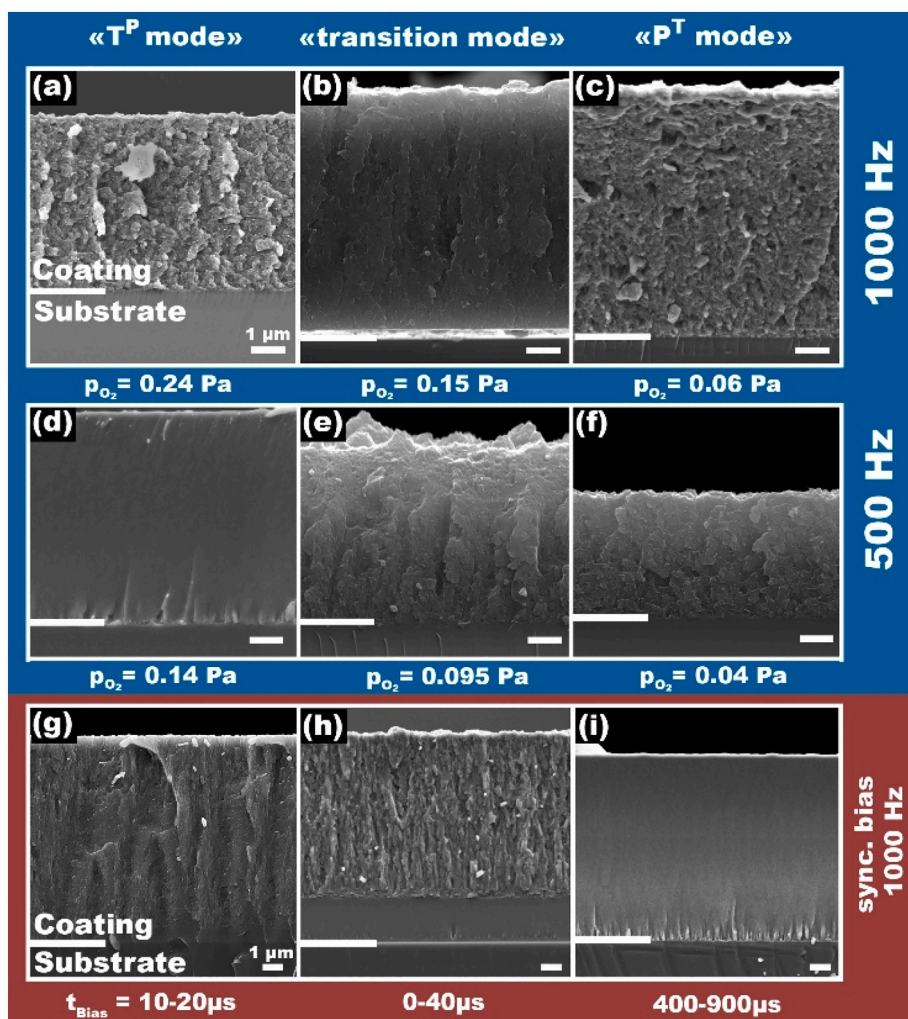 «Tᴾ mode» «transition mode» «Pᵀ mode»
(a) (b) (c)
Coating
Substrate
1 µm
1000 Hz
p_O₂= 0.24 Pa p_O₂= 0.15 Pa p_O₂= 0.06 Pa
(d) (e) (f)
500 Hz
p_O₂= 0.14 Pa p_O₂= 0.095 Pa p_O₂= 0.04 Pa
(g) (h) (i)
Coating
Substrate
1 µm
sync. bias
1000 Hz
t_Bias = 10-20µs 0-40µs 400-900µs